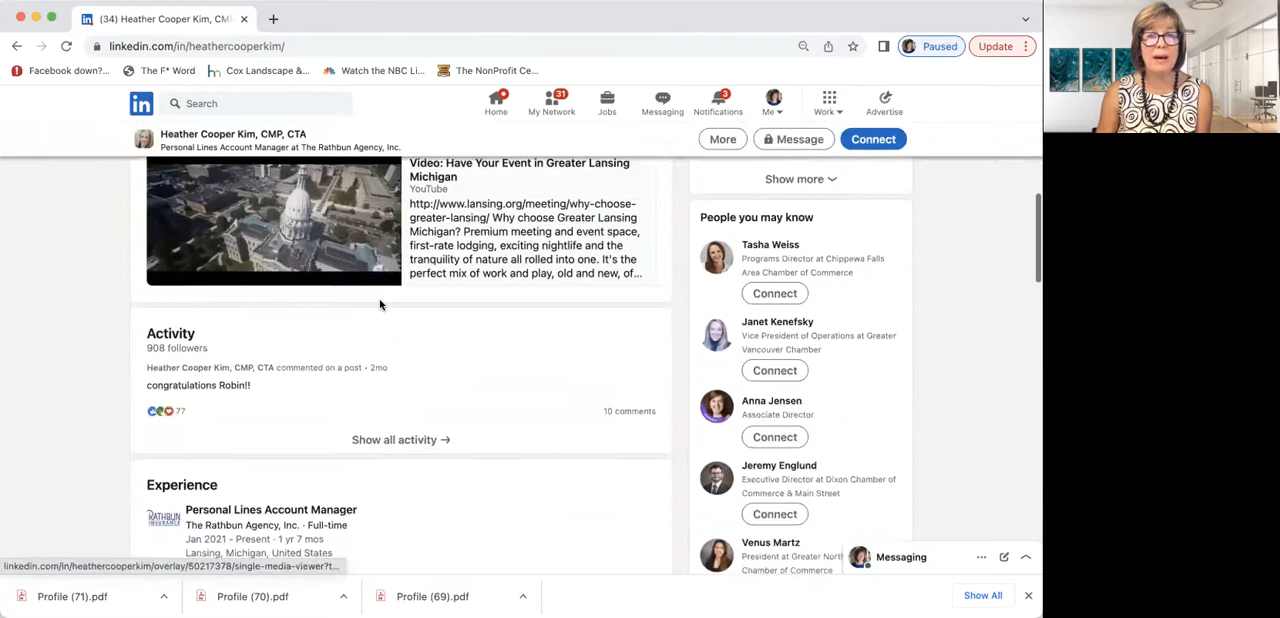 (34) Heather Cooper Kim, CM
linkedin.com/in/heathercooperkim/
Paused
Update
Facebook down?...
The F* Word
Cox Landscape &...
Watch the NBC Li...
The NonProfit Ce...
Search
31
3
Home
My Network
Jobs
Messaging
Notifications
Me
Work
Advertise
Heather Cooper Kim, CMP, CTA
Personal Lines Account Manager at The Rathbun Agency, Inc.
More
Message
Connect
Video: Have Your Event in Greater Lansing
Michigan
YouTube
http://www.lansing.org/meeting/why-choose-
greater-lansing/ Why choose Greater Lansing
Michigan? Premium meeting and event space,
first-rate lodging, exciting nightlife and the
tranquility of nature all rolled into one. It's the
perfect mix of work and play, old and new, of...
Activity
908 followers
Heather Cooper Kim, CMP, CTA commented on a post • 2mo
congratulations Robin!!
77
10 comments
Show all activity →
Experience
RATHBUN
INSURANCE
Personal Lines Account Manager
The Rathbun Agency, Inc. · Full-time
Jan 2021 - Present · 1 yr 7 mos
Lansing, Michigan, United States
Show more
People you may know
Tasha Weiss
Programs Director at Chippewa Falls
Area Chamber of Commerce
Connect
Janet Kenefsky
Vice President of Operations at Greater
Vancouver Chamber
Connect
Anna Jensen
Associate Director
Connect
Jeremy Englund
Executive Director at Dixon Chamber of
Commerce & Main Street
Connect
Venus Martz
President at Greater Nort
Chamber of Commerce
Messaging
linkedin.com/in/heathercooperkim/overlay/50217378/single-media-viewer?t...
Profile (71).pdf
Profile (70).pdf
Profile (69).pdf
Show All